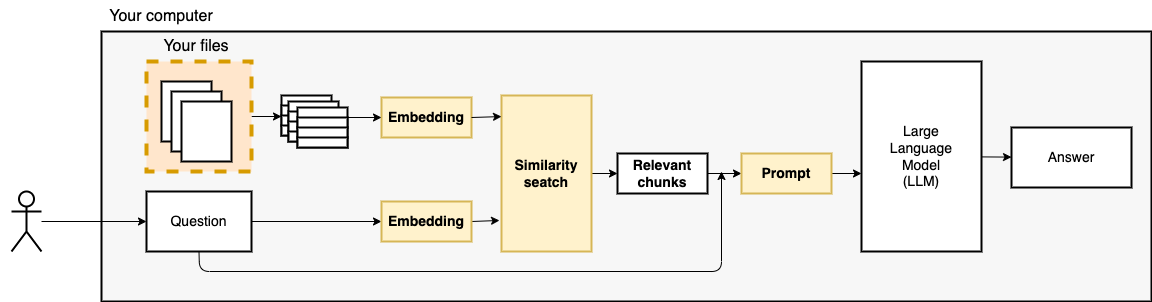 Your computer
Your files
Embedding
Similarity
seatch
Relevant
chunks
Prompt
Large
Language
Model
(LLM)
Answer
Question
Embedding